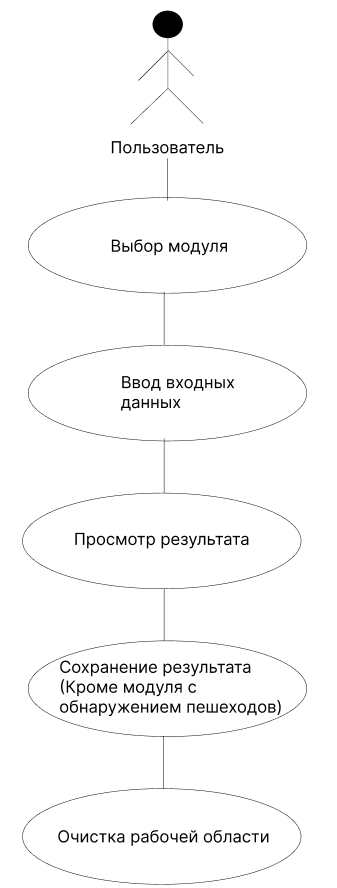 Пользователь
Выбор модуля
Ввод входных
данных
Просмотр результата
Сохранение результата
(Кроме модуля с
обнаружением пешеходов)
Очистка рабочей области